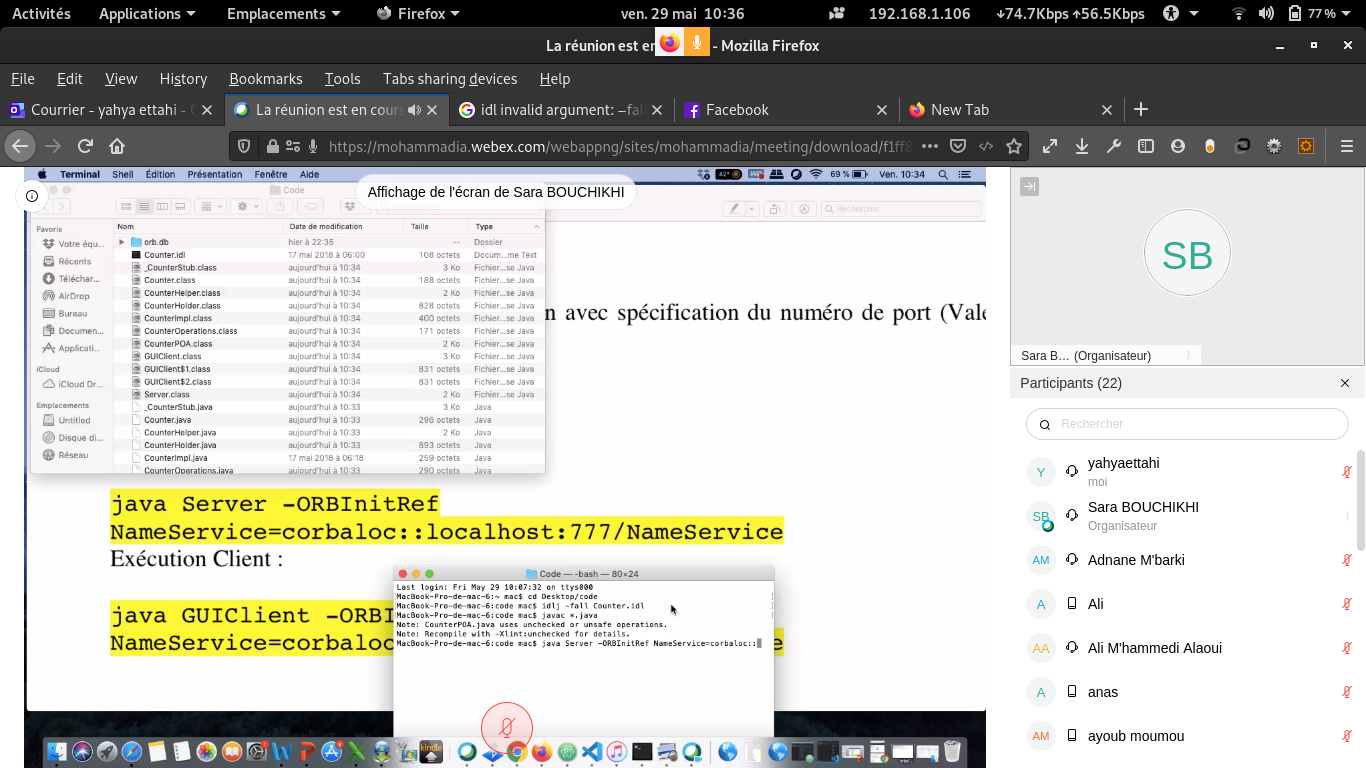 Activités Applications Emplacements Firefox ven. 29 mai 10:36 192.168.1.106 ↓74.7Kbps ↑56.5Kbps 77 %
La réunion est en - Mozilla Firefox
File Edit View History Bookmarks Tools Tabs sharing devices Help
Courrier - yahya ettahi - La réunion est en cours idl invalid argument: –fal Facebook New Tab
https://mohammadia.webex.com/webappng/sites/mohammadia/meeting/download/f1ff8
Terminal Shell Édition Présentation Fenêtre Aide 42° 69 % Ven. 10:34
Code
Affichage de l'écran de Sara BOUCHIKHI
Rechercher
Favoris
Votre équ...
Récents
Téléchar...
AirDrop
Bureau
Documen...
Applicati...
iCloud
iCloud Dr...
Emplacements
Untitled
Disque di...
Réseau
Nom Date de modification Taille Type
orb.db hier à 22:35 -- Dossier
Counter.idl 17 mai 2018 à 06:00 108 octets Docum...me Text
_CounterStub.class aujourd'hui à 10:34 3 Ko Fichier...se Java
Counter.class aujourd'hui à 10:34 188 octets Fichier...se Java
CounterHelper.class aujourd'hui à 10:34 2 Ko Fichier...se Java
CounterHolder.class aujourd'hui à 10:34 828 octets Fichier...se Java
CounterImpl.class aujourd'hui à 10:34 400 octets Fichier...se Java
CounterOperations.class aujourd'hui à 10:34 171 octets Fichier...se Java
CounterPOA.class aujourd'hui à 10:34 2 Ko Fichier...se Java
GUIClient.class aujourd'hui à 10:34 3 Ko Fichier...se Java
GUIClient$1.class aujourd'hui à 10:34 831 octets Fichier...se Java
GUIClient$2.class aujourd'hui à 10:34 831 octets Fichier...se Java
Server.class aujourd'hui à 10:34 2 Ko Fichier...se Java
_CounterStub.java aujourd'hui à 10:33 3 Ko Java
Counter.java aujourd'hui à 10:33 296 octets Java
CounterHelper.java aujourd'hui à 10:33 2 Ko Java
CounterHolder.java aujourd'hui à 10:33 693 octets Java
CounterImpl.java 17 mai 2018 à 06:18 259 octets Java
CounterOperations.java aujourd'hui à 10:33 290 octets Java
n avec spécification du numéro de port (Vale
java Server –ORBInitRef
NameService=corbaloc::localhost:777/NameService
Exécution Client :
java GUIClient –ORBI
NameService=corbaloc e
Code — -bash — 80×24
Last login: Fri May 29 10:07:32 on ttys000
MacBook-Pro-de-mac-6:~ mac$ cd Desktop/code
MacBook-Pro-de-mac-6:code mac$ idlj -fall Counter.idl
MacBook-Pro-de-mac-6:code mac$ javac *.java
Note: CounterPOA.java uses unchecked or unsafe operations.
Note: Recompile with -Xlint:unchecked for details.
MacBook-Pro-de-mac-6:code mac$ java Server -ORBInitRef NameService=corbaloc::
kindle
SB
Sara B… (Organisateur)
Participants (22)
Rechercher
Y yahyaettahi
moi
SB Sara BOUCHIKHI
Organisateur
AM Adnane M'barki
A Ali
AA Ali M'hammedi Alaoui
A anas
AM ayoub moumou